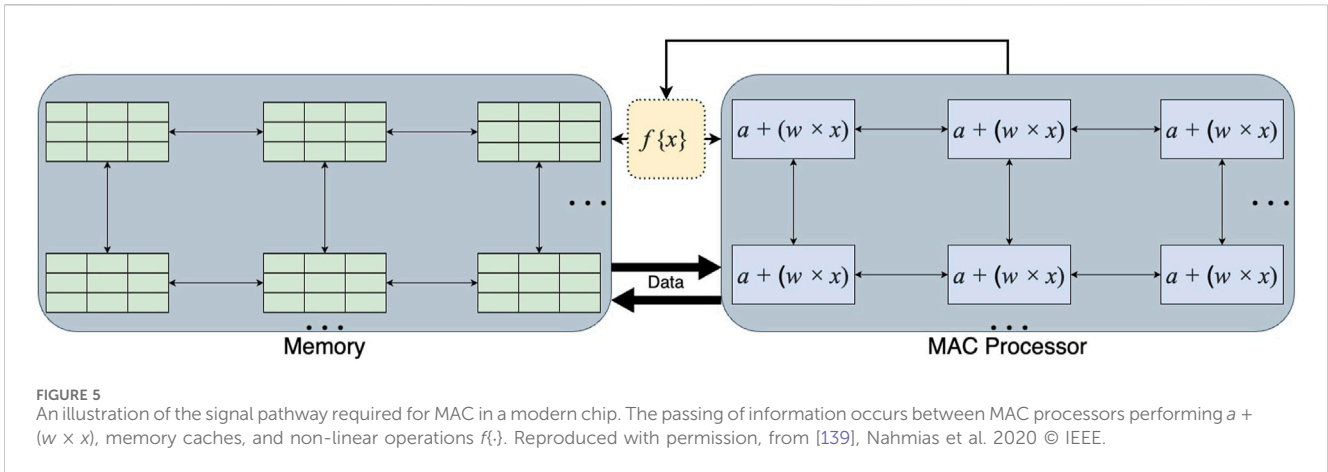 f{x}
a + (w × x) a + (w × x) a + (w × x)
. . . . . .
Data
a + (w × x) a + (w × x) a + (w × x)
. . . . . .
Memory MAC Processor
FIGURE 5
An illustration of the signal pathway required for MAC in a modern chip. The passing of information occurs between MAC processors performing a +
(w × x), memory caches, and non-linear operations f{·}. Reproduced with permission, from [139], Nahmias et al. 2020 © IEEE.